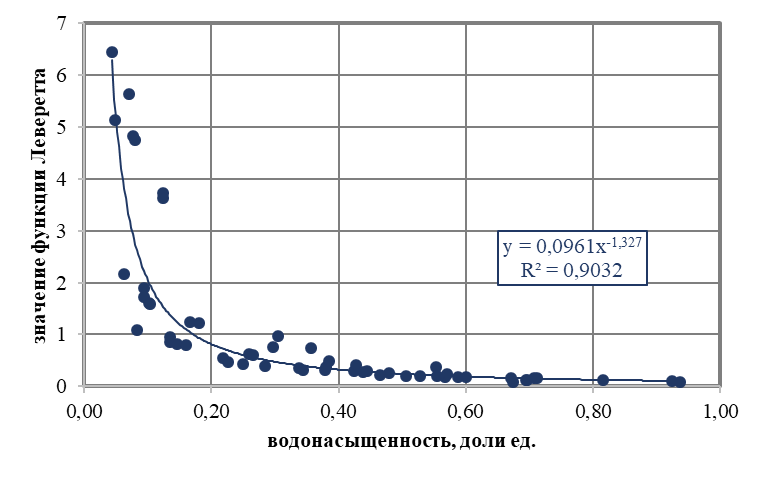 7
6
5
4
3
2
1
0
значение функции Леверетта
y = 0,0961x^-1,327
R² = 0,9032
0,00 0,20 0,40 0,60 0,80 1,00
водонасыщенность, доли ед.